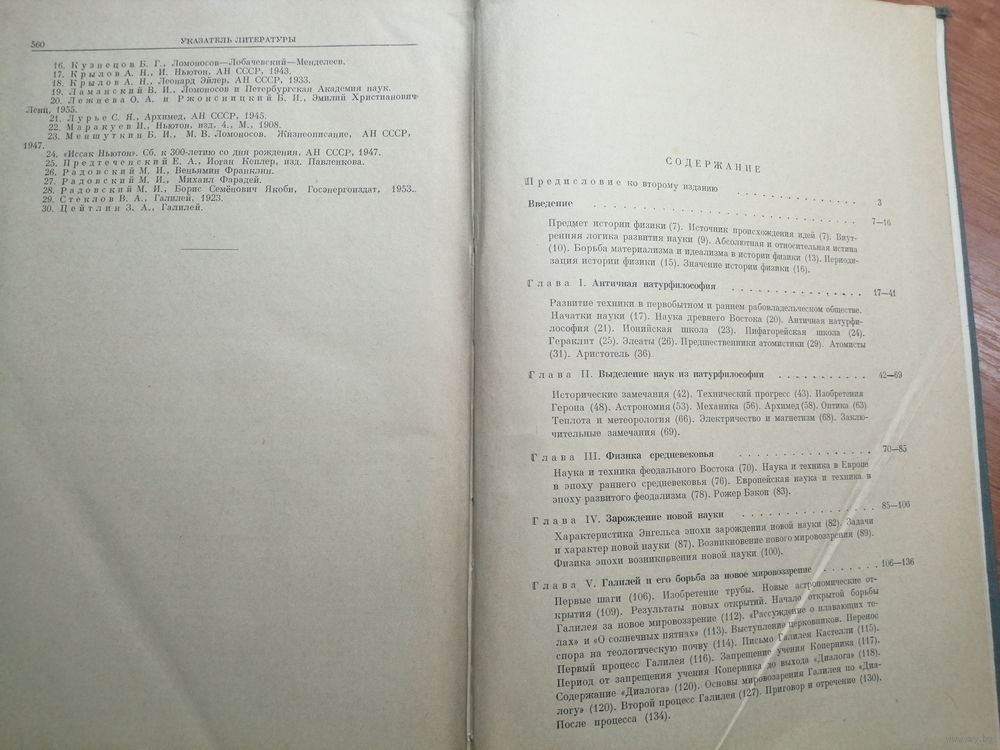 560
УКАЗАТЕЛЬ ЛИТЕРАТУРЫ
16. Кузнецов Б. Г., Ломоносов—Лобачевский—Менделеев.
17. Крылов А. Н., И. Ньютон, АН СССР, 1943.
18. Крылов А. Н., Леонард Эйлер, АН СССР, 1933.
19. Ламанский В. И., Ломоносов и Петербургская Академия наук.
20. Лежнева О. А. и Ржонсницкий Б. И., Эмилий Христианович
Ленц, 1955.
21. Лурье С. Я., Архимед, АН СССР, 1945.
22. Маракуев Н., Ньютон, изд. 4., М., 1908.
23. Меншуткин Б. И., М. В. Ломоносов. Жизнеописание, АН СССР,
1947.
24. «Иссак Ньютон». Сб. к 300-летию со дня рождения, АН СССР, 1947.
25. Предтеченский Е. А., Иоган Кеплер, изд. Павленкова.
26. Радовский М. И., Веньямин Франклин.
27. Радовский М. И., Михаил Фарадей.
28. Радовский М. И., Борис Семёнович Якоби, Госэнергоиздат, 1953..
29. Стеклов В. А., Галилей, 1923.
30. Цейтлин З. А., Галилей.
СОДЕРЖАНИЕ
Предисловие ко второму изданию . . . . . . . . . . 3
Введение . . . . . . . . . . . . . . . . . . . . 7—16
Предмет истории физики (7). Источник происхождения идей (7). Внут-
ренняя логика развития науки (9). Абсолютная и относительная истина
(10). Борьба материализма и идеализма в истории физики (13). Периоди-
зация истории физики (15). Значение истории физики (16).
Глава I. Античная натурфилософия . . . . . . . . . . 17—41
Развитие техники в первобытном и раннем рабовладельческом обществе.
Начатки науки (17). Наука древнего Востока (20). Античная натурфи-
лософия (21). Ионийская школа (23). Пифагорейская школа (24).
Гераклит (25). Элеаты (26). Предшественники атомистики (29). Атомисты
(31). Аристотель (36)
Глава II. Выделение наук из натурфилософии . . . . . . . . 42—69
Исторические замечания (42). Технический прогресс (43). Изобретения
Герона (48). Астрономия (53). Механика (56). Архимед (58). Оптика (63)
Теплота и метеорология (66). Электричество и магнетизм (68). Заклю-
чительные замечания (69).
Глава III. Физика средневековья . . . . . . . . . . 70—85
Наука и техника феодального Востока (70). Наука и техника в Европе
в эпоху раннего средневековья (76). Европейская наука и техника в
эпоху развитого феодализма (78). Рожер Бэкон (83).
Глава IV. Зарождение новой науки . . . . . . . . . . 85—106
Характеристика Энгельса эпохи зарождения новой науки (82). Задачи
и характер новой науки (87). Возникновение нового мировоззрения (89).
Физика эпохи возникновения новой науки (100).
Глава V. Галилей и его борьба за новое мировоззрение . . . . . . 106—136
Первые шаги (106). Изобретение трубы. Новые астрономические от-
крытия (109). Результаты новых открытий. Начало открытой борьбы
Галилея за новое мировоззрение (112). «Рассуждение о плавающих те-
лах» и «О солнечных пятнах» (113). Выступление церковников. Перенос
спора на теологическую почву (114). Письмо Галилея Кастелли (115).
Первый процесс Галилея (116). Запрещение учения Коперника (117).
Период от запрещения учения Коперника до выхода «Диалога» (118).
Содержание «Диалога» (120). Основы мировоззрения Галилея по «Диа-
логу» (120). Второй процесс Галилея (127). Приговор и отречение (130).
После процесса (134).